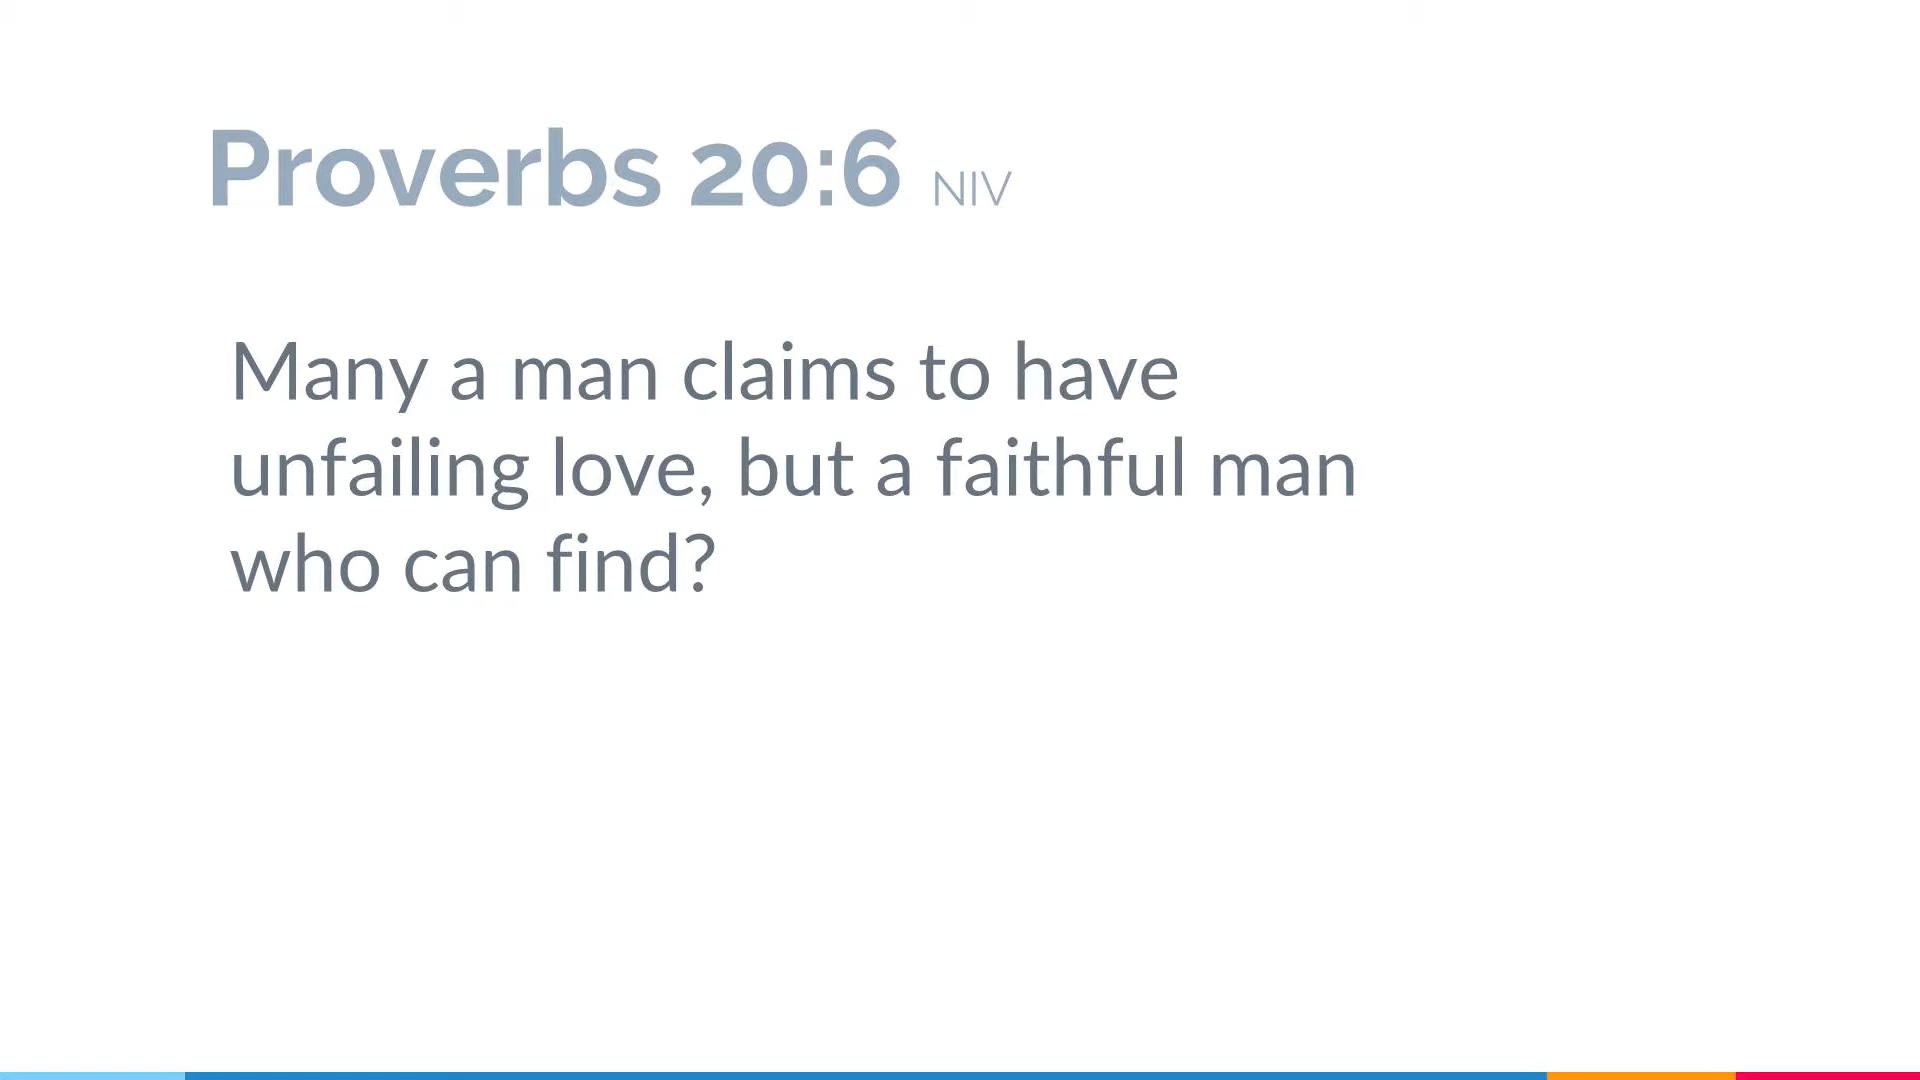 Proverbs 20:6 NIV
Many a man claims to have
unfailing love, but a faithful man
who can find?